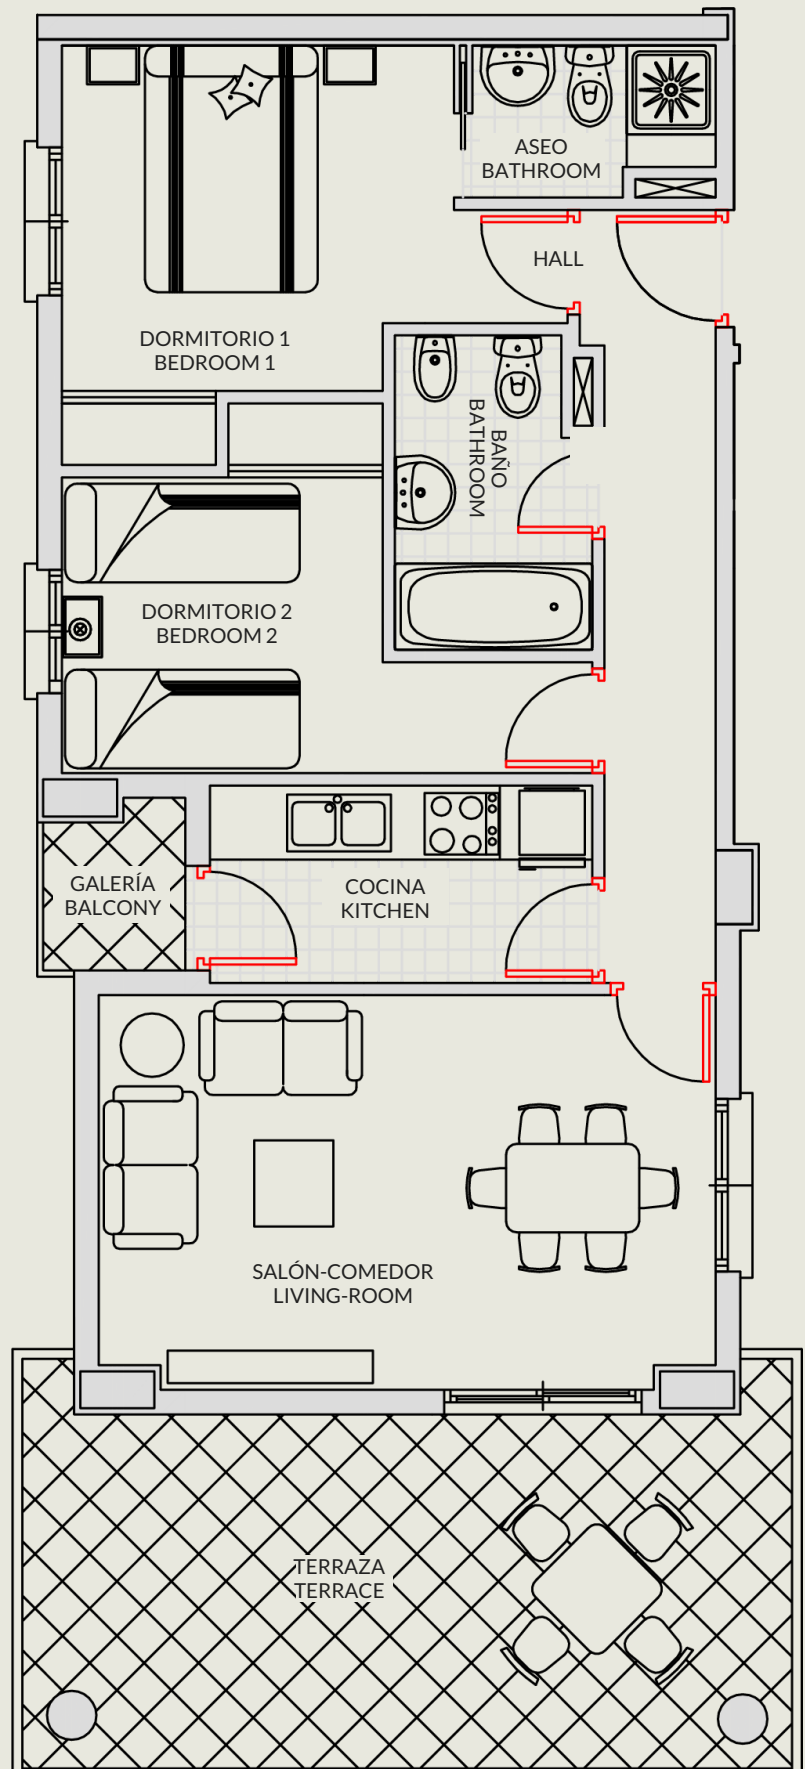 ASEO
BATHROOM
HALL
DORMITORIO 1
BEDROOM 1
BAÑO
BATHROOM
DORMITORIO 2
BEDROOM 2
GALERÍA
BALCONY
COCINA
KITCHEN
SALÓN-COMEDOR
LIVING-ROOM
TERRAZA
TERRACE